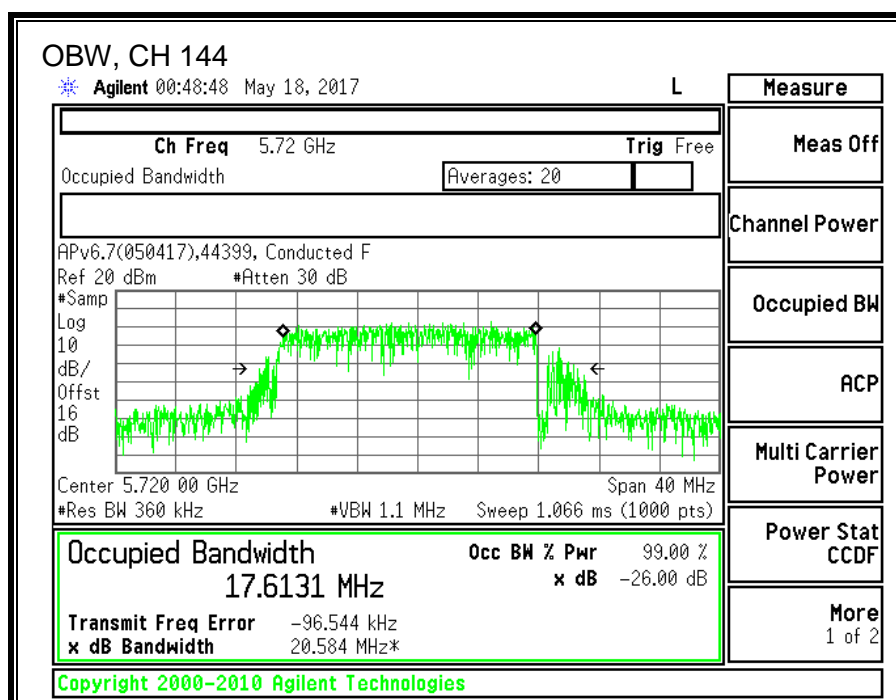 OBW, CH 144
Agilent 00:48:48 May 18, 2017 L
Measure
Ch Freq 5.72 GHz Trig Free
Meas Off
Occupied Bandwidth Averages: 20
Channel Power
APv6.7(050417),44399, Conducted F
Ref 20 dBm #Atten 30 dB
#Samp
Log
10
dB/
Offst
16
dB
Occupied BW
ACP
Multi Carrier
Power
Center 5.720 00 GHz Span 40 MHz
#Res BW 360 kHz #VBW 1.1 MHz Sweep 1.066 ms (1000 pts)
Power Stat
CCDF
Occupied Bandwidth Occ BW % Pwr 99.00 %
17.6131 MHz x dB -26.00 dB
Transmit Freq Error -96.544 kHz
x dB Bandwidth 20.584 MHz*
More
1 of 2
Copyright 2000-2010 Agilent Technologies